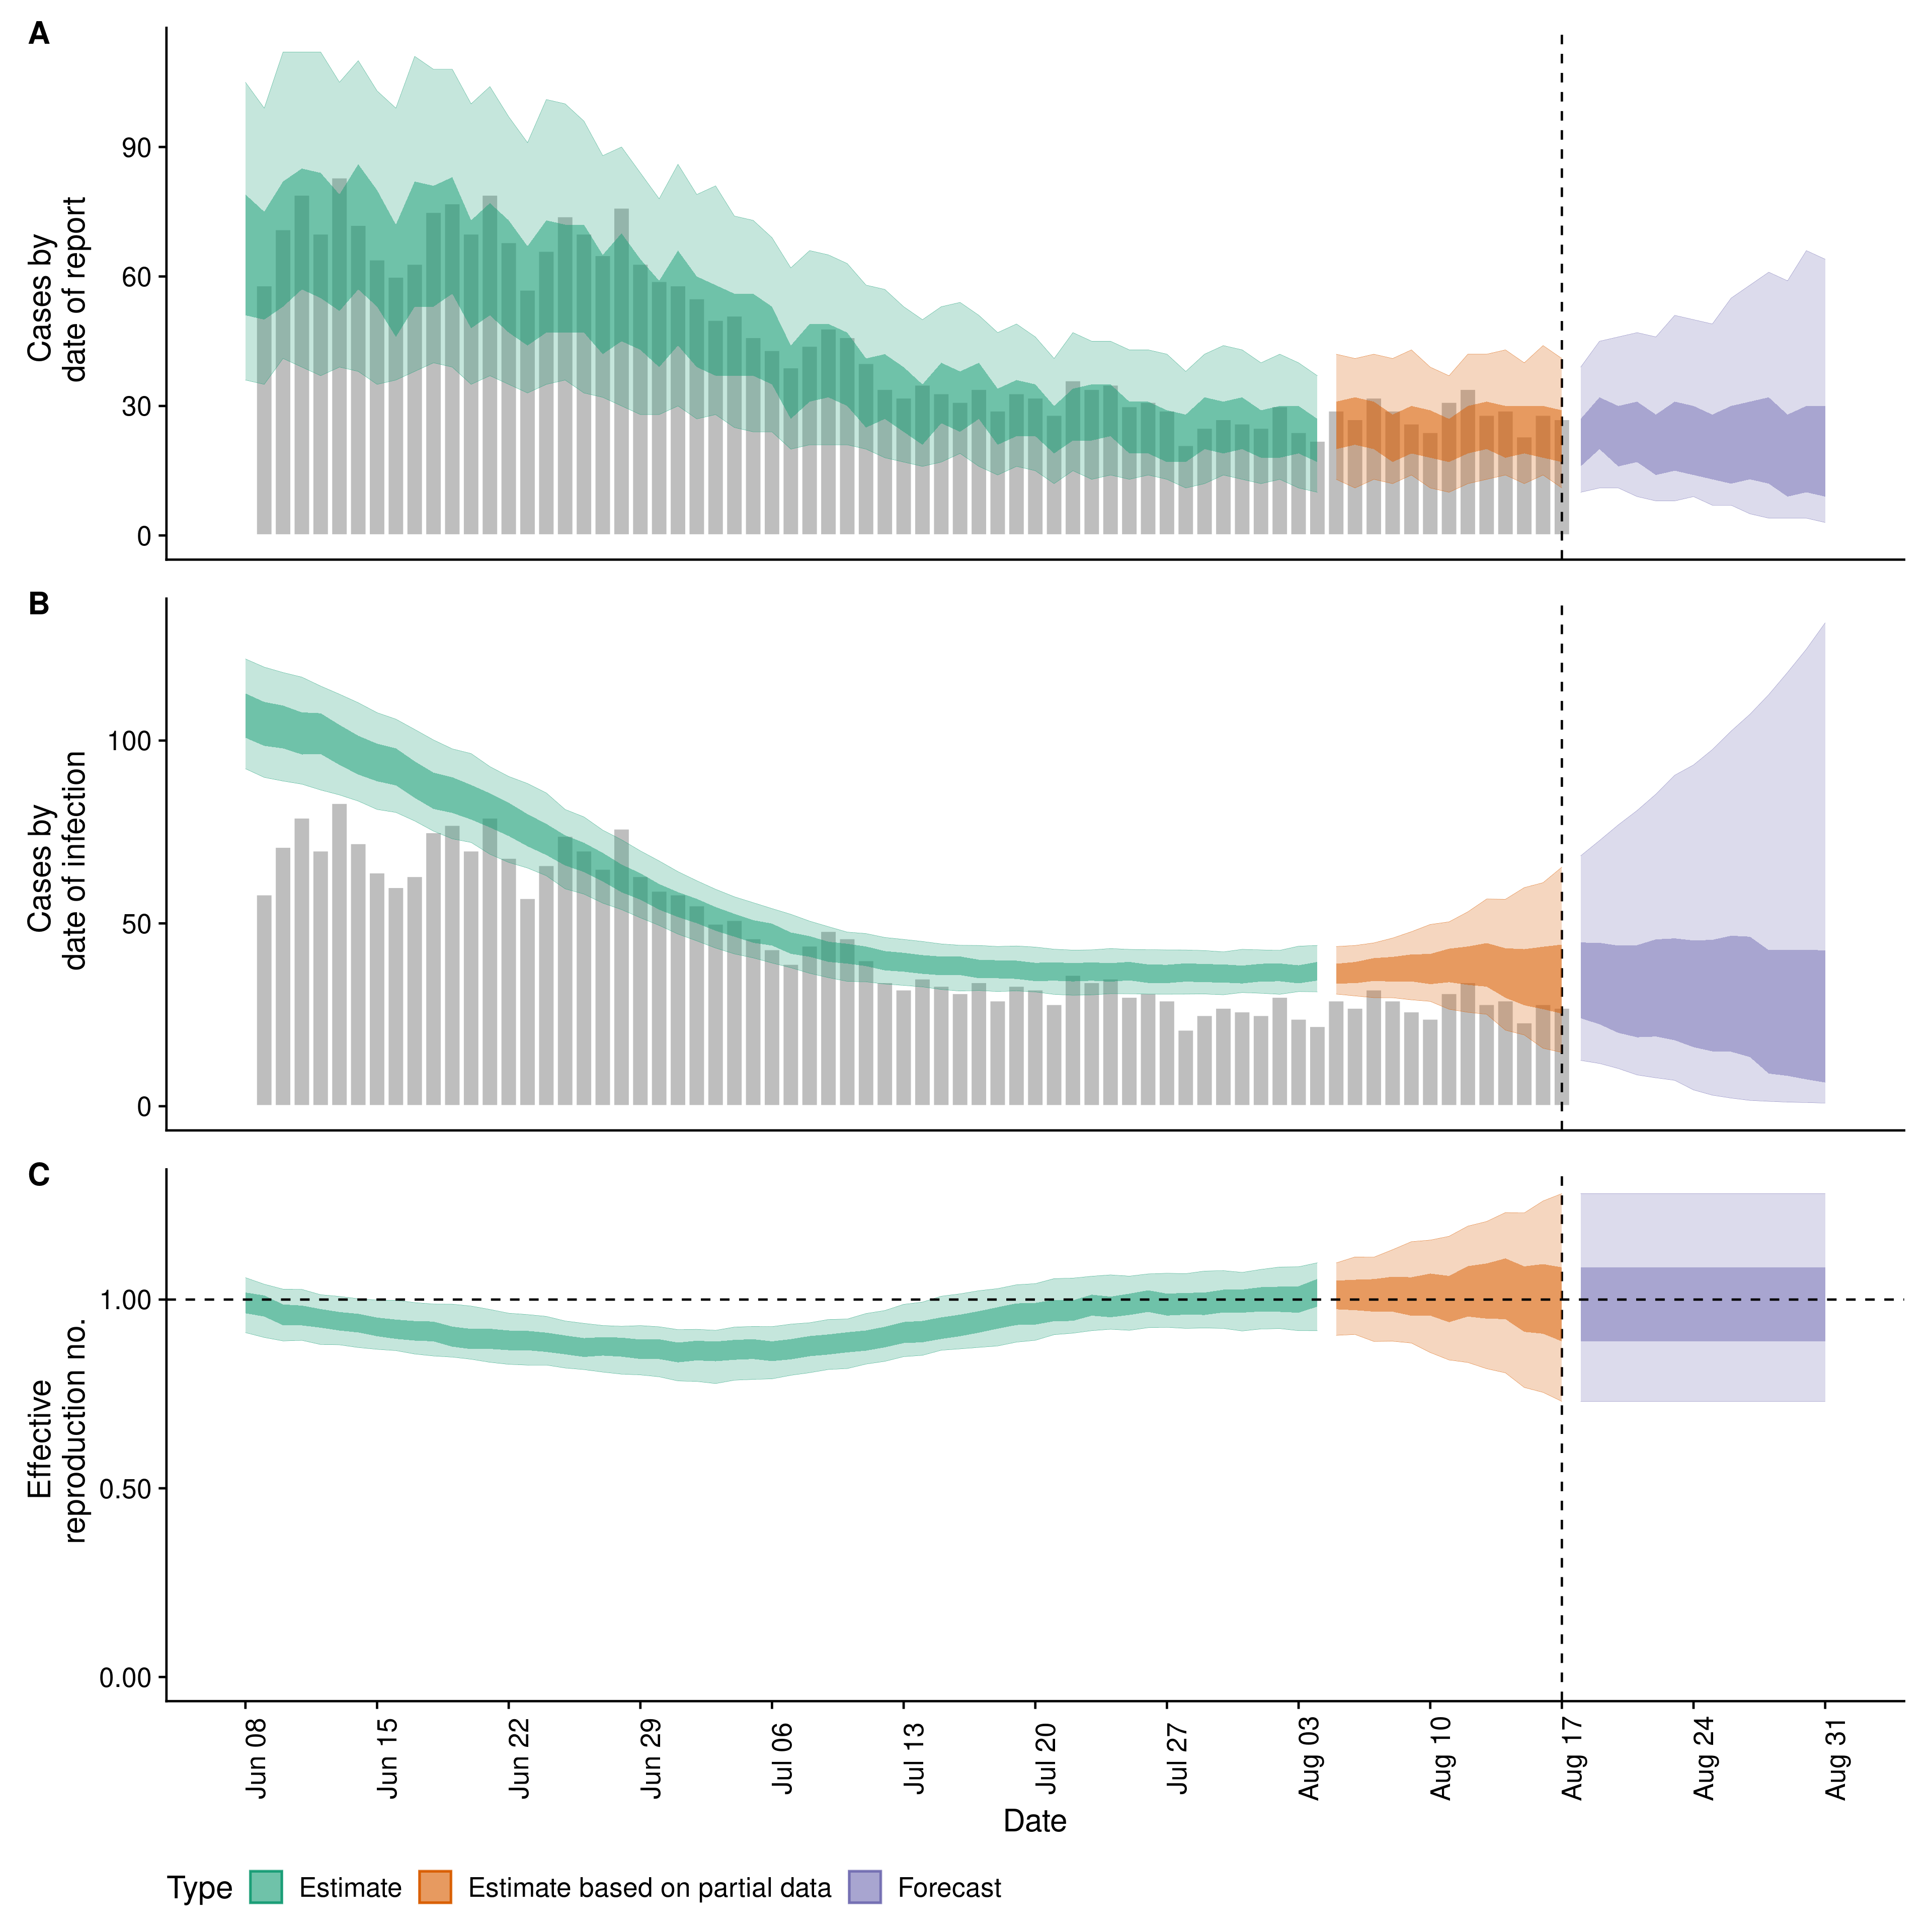 A
Cases by
date of report
90
60
30
0
B
Cases by
date of infection
100
50
0
C
Effective
reproduction no.
1.00
0.50
0.00
Jun 08
Jun 15
Jun 22
Jun 29
Jul 06
Jul 13
Jul 20
Jul 27
Aug 03
Aug 10
Aug 17
Aug 24
Aug 31
Date
Type Estimate Estimate based on partial data Forecast